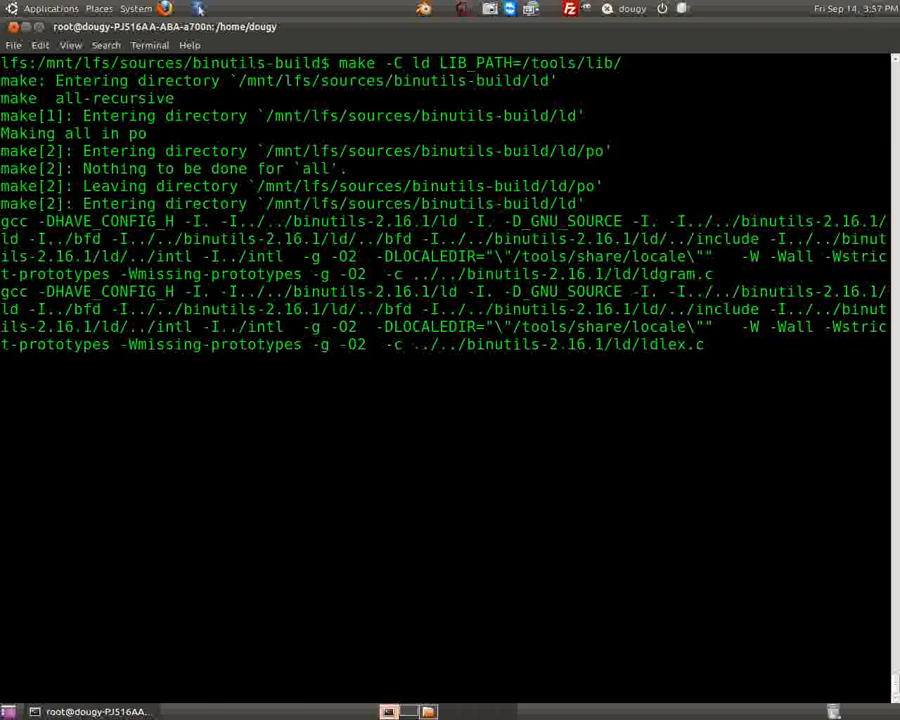 Applications Places System dougy Fri Sep 14, 3:57 PM
root@dougy-PJ516AA-ABA-a700n: /home/dougy
File Edit View Search Terminal Help
lfs:/mnt/lfs/sources/binutils-build$ make -C ld LIB_PATH=/tools/lib/
make: Entering directory `/mnt/lfs/sources/binutils-build/ld'
make  all-recursive
make[1]: Entering directory `/mnt/lfs/sources/binutils-build/ld'
Making all in po
make[2]: Entering directory `/mnt/lfs/sources/binutils-build/ld/po'
make[2]: Nothing to be done for `all'.
make[2]: Leaving directory `/mnt/lfs/sources/binutils-build/ld/po'
make[2]: Entering directory `/mnt/lfs/sources/binutils-build/ld'
gcc -DHAVE_CONFIG_H -I. -I../../binutils-2.16.1/ld -I. -D_GNU_SOURCE -I. -I../../binutils-2.16.1/
ld -I../bfd -I../../binutils-2.16.1/ld/../bfd -I../../binutils-2.16.1/ld/../include -I../../binut
ils-2.16.1/ld/../intl -I../intl  -g -O2  -DLOCALEDIR="\"/tools/share/locale\""   -W -Wall -Wstric
t-prototypes -Wmissing-prototypes -g -O2  -c ../../binutils-2.16.1/ld/ldgram.c
gcc -DHAVE_CONFIG_H -I. -I../../binutils-2.16.1/ld -I. -D_GNU_SOURCE -I. -I../../binutils-2.16.1/
ld -I../bfd -I../../binutils-2.16.1/ld/../bfd -I../../binutils-2.16.1/ld/../include -I../../binut
ils-2.16.1/ld/../intl -I../intl  -g -O2  -DLOCALEDIR="\"/tools/share/locale\""   -W -Wall -Wstric
t-prototypes -Wmissing-prototypes -g -O2  -c ../../binutils-2.16.1/ld/ldlex.c
root@dougy-PJ516AA...